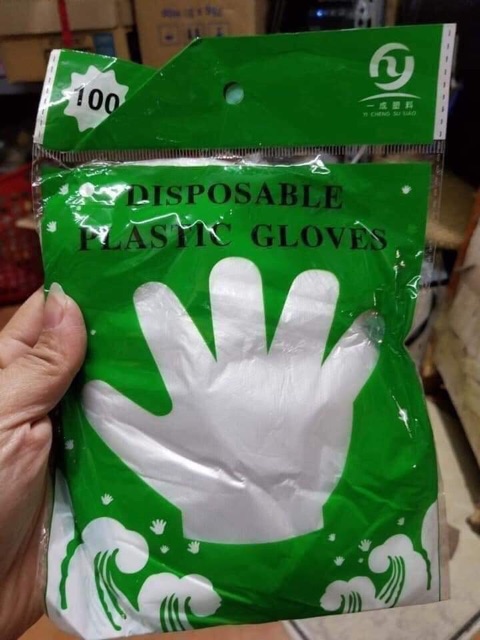 100
一成塑料
YI CHENG SU LIAO
DISPOSABLE
PLASTIC GLOVES